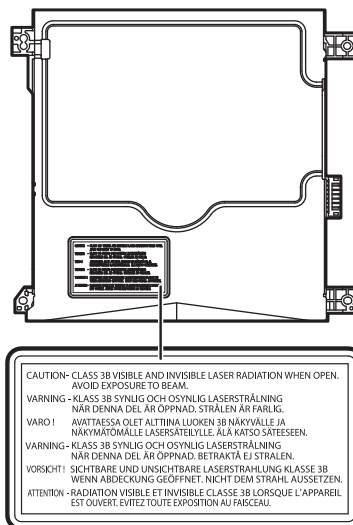 CAUTION- CLASS 3B VISIBLE AND INVISIBLE LASER RADIATION WHEN OPEN.
AVOID EXPOSURE TO BEAM.
VARNING - KLASS 3B SYNLIG OCH OSYNLIG LASERSTRÅLNING
NÄR DENNA DEL ÄR ÖPPNAD. STRÅLEN ÄR FARLIG.
VARO ! AVATTAESSA OLET ALTTIINA LUOKEN 3B NÄKYVÄLLE JA
NÄKYMÄTÖMÄLLE LASERSÄTEILYLLE. ÄLÄ KATSO SÄTEESEEN.
VARNING- KLASS 3B SYNLIG OCH OSYNLIG LASERSTRÅLNING
NÄR DENNA DEL ÄR ÖPPNAD. BETRAKTÅ EJ STRALEN.
VORSICHT ! SICHTBARE UND UNSICHTBARE LASERSTRAHLUNG KLASSE 3B
WENN ABDECKUNG GEÖFFNET. NICHT DEM STRAHL AUSSETZEN.
ATTENTION - RADIATION VISIBLE ET INVISIBLE CLASSE 3B LORSQUE L'APPAREIL
EST OUVERT. EVITEZ TOUTE EXPOSITION AU FAISCEAU.